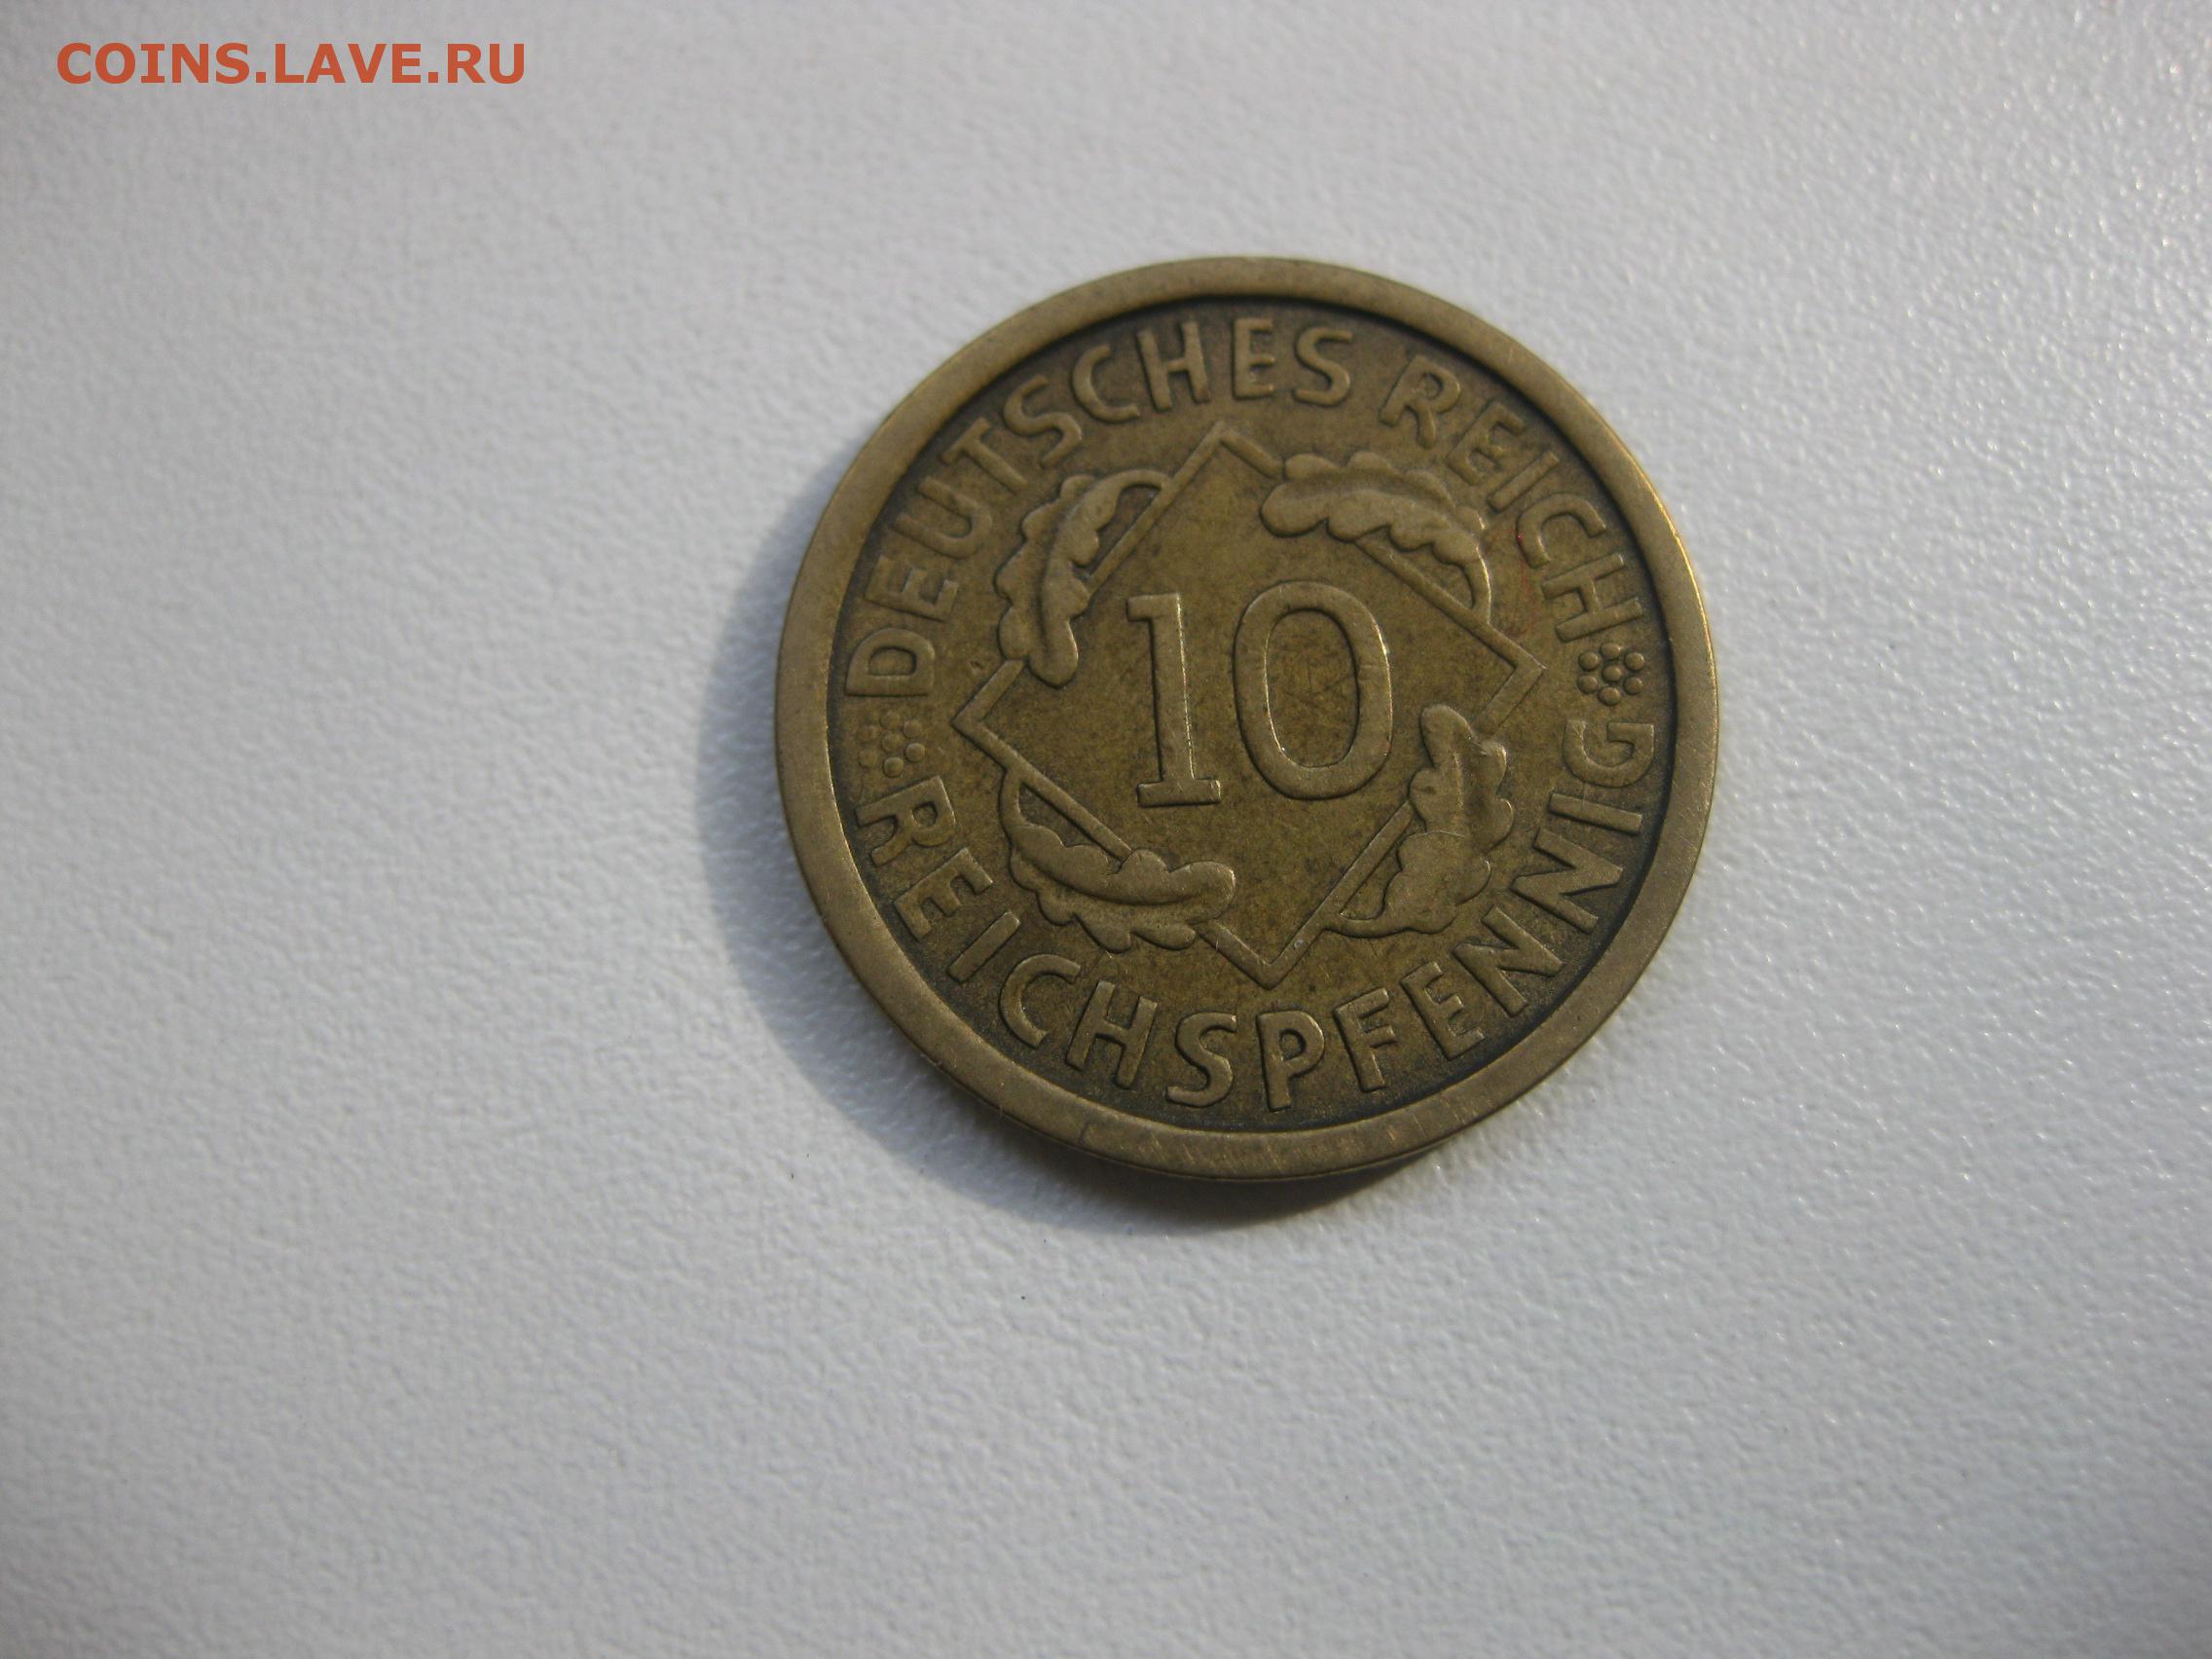 COINS.LAVE.RU
DEUTSCHES REICH
10
REICHSPFENNIG